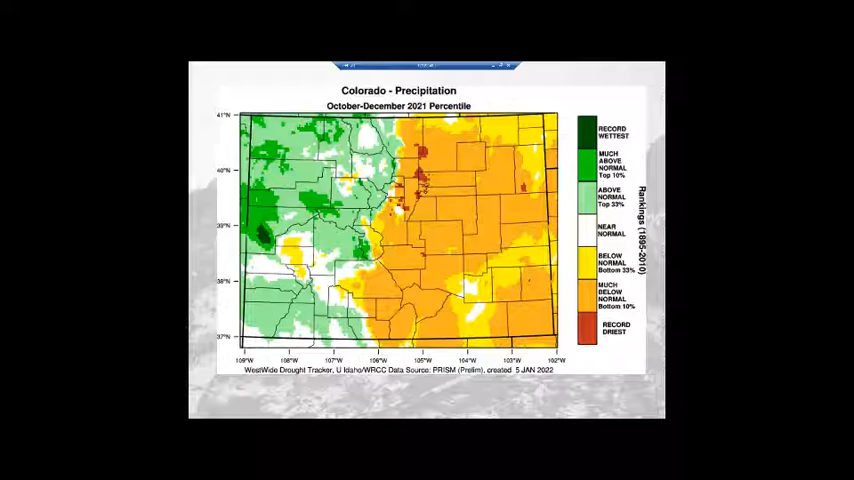 Colorado - Precipitation
October-December 2021 Percentile
41°N
40°N
39°N
38°N
37°N
109°W
108°W
107°W
106°W
105°W
104°W
103°W
102°W
RECORD
WETTEST
MUCH
ABOVE
NORMAL
Top 10%
ABOVE
NORMAL
Top 33%
NEAR
NORMAL
BELOW
NORMAL
Bottom 33%
MUCH
BELOW
NORMAL
Bottom 10%
RECORD
DRIEST
Rankings (1895-2010)
WestWide Drought Tracker, U Idaho/WRCC Data Source: PRISM (Prelim), created 5 JAN 2022